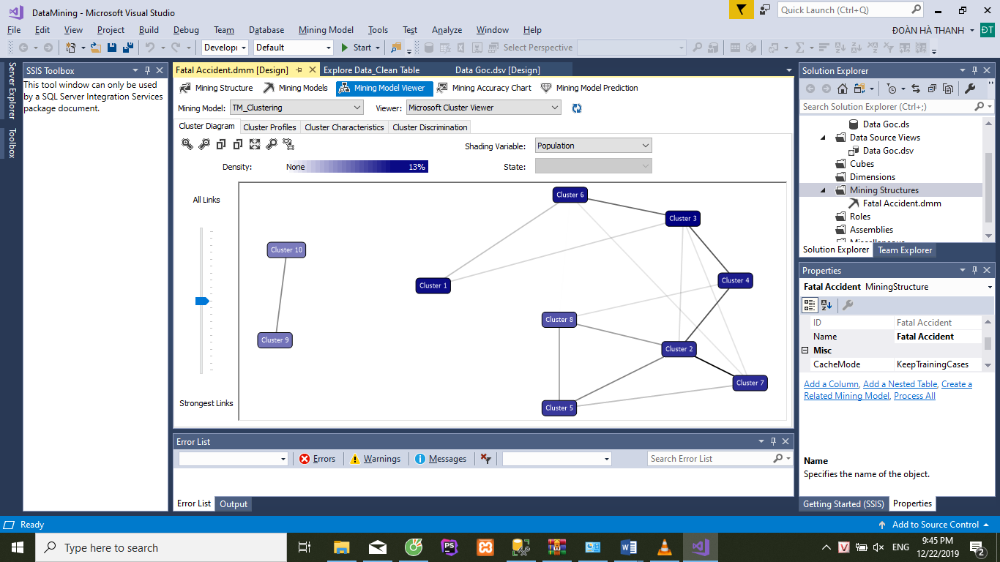 DataMining - Microsoft Visual Studio
Quick Launch (Ctrl+Q)
File Edit View Project Build Debug Team Database Mining Model Tools Test Analyze Window Help
ĐOÀN HÀ THANH ĐT
Developi Default Start Select Perspective
Server Explorer
Toolbox
SSIS Toolbox
This tool window can only be used
by a SQL Server Integration Services
package document.
Fatal Accident.dmm [Design] Explore Data_Clean Table Data Goc.dsv [Design]
Mining Structure Mining Models Mining Model Viewer Mining Accuracy Chart Mining Model Prediction
Mining Model: TM_Clustering Viewer: Microsoft Cluster Viewer
Cluster Diagram Cluster Profiles Cluster Characteristics Cluster Discrimination
Shading Variable: Population
Density: None 13% State:
All Links
Strongest Links
Cluster 6
Cluster 3
Cluster 10
Cluster 4
Cluster 1
Cluster 8
Cluster 9
Cluster 2
Cluster 7
Cluster 5
Error List
Errors Warnings Messages Search Error List
Error List Output
Solution Explorer
Search Solution Explorer (Ctrl+;)
Data Goc.ds
Data Source Views
Data Goc.dsv
Cubes
Dimensions
Mining Structures
Fatal Accident.dmm
Roles
Assemblies
Solution Explorer Team Explorer
Properties
Fatal Accident MiningStructure
ID Fatal Accident
Name Fatal Accident
Misc
CacheMode KeepTrainingCases
Add a Column, Add a Nested Table, Create a
Related Mining Model, Process All
Name
Specifies the name of the object.
Getting Started (SSIS) Properties
Ready Add to Source Control
Type here to search
ENG 9:45 PM
12/22/2019
2